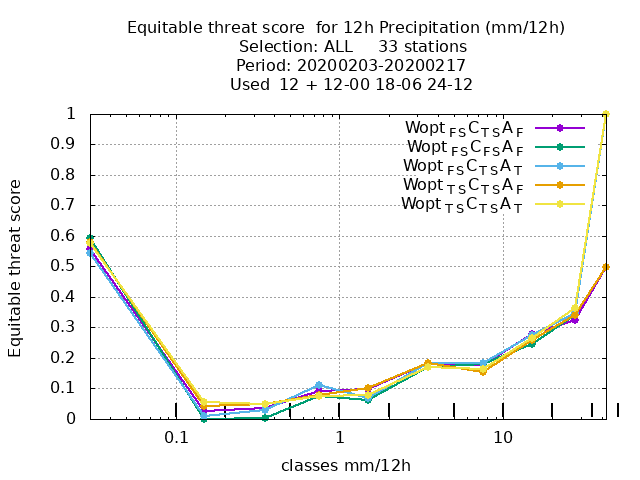 Equitable threat score  for 12h Precipitation (mm/12h)
Selection: ALL     33 stations
Period: 20200203-20200217
Used  12 + 12-00 18-06 24-12
Equitable threat score
1
0.9
0.8
0.7
0.6
0.5
0.4
0.3
0.2
0.1
0
Wopt FS C TS A F
Wopt FS C FS A F
Wopt FS C TS A T
Wopt TS C TS A F
Wopt TS C TS A T
0.1
1
10
classes mm/12h